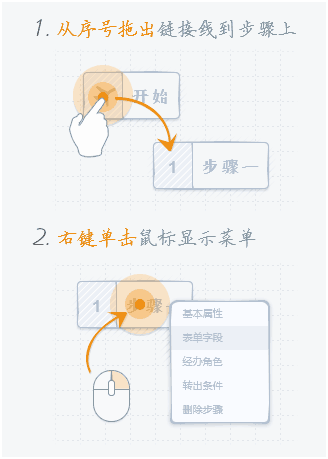 1. 从序号拖出链接线到步骤上
开始
1 步骤一
2. 右键单击鼠标显示菜单
1 步骤
基本属性
表单字段
经办角色
转出条件
删除步骤